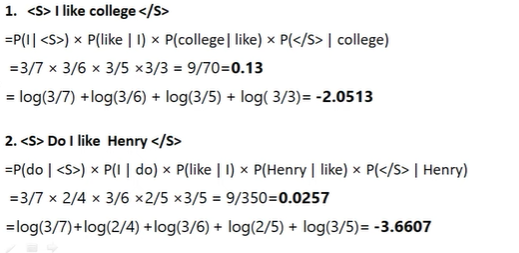 1. <S> I like college </S>
=P(I| <S>) × P(like | I) × P(college| like) × P(</S> | college)
=3/7 × 3/6 × 3/5 ×3/3 = 9/70=0.13
= log(3/7) +log(3/6) + log(3/5) + log( 3/3)= -2.0513
2. <S> Do I like Henry </S>
=P(do | <S>) × P(I | do) × P(like | I) × P(Henry | like) × P(</S> | Henry)
=3/7 × 2/4 × 3/6 ×2/5 ×3/5 = 9/350=0.0257
=log(3/7)+log(2/4) +log(3/6) + log(2/5) + log(3/5)= -3.6607